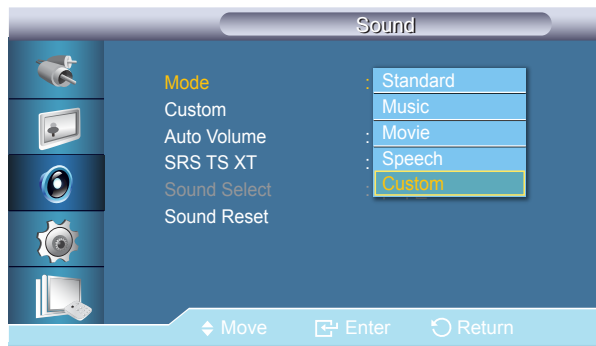 Sound
Mode : Standard
Custom Music
Auto Volume : Movie
SRS TS XT : Speech
Sound Select : Custom
Sound Reset
Move Enter Return